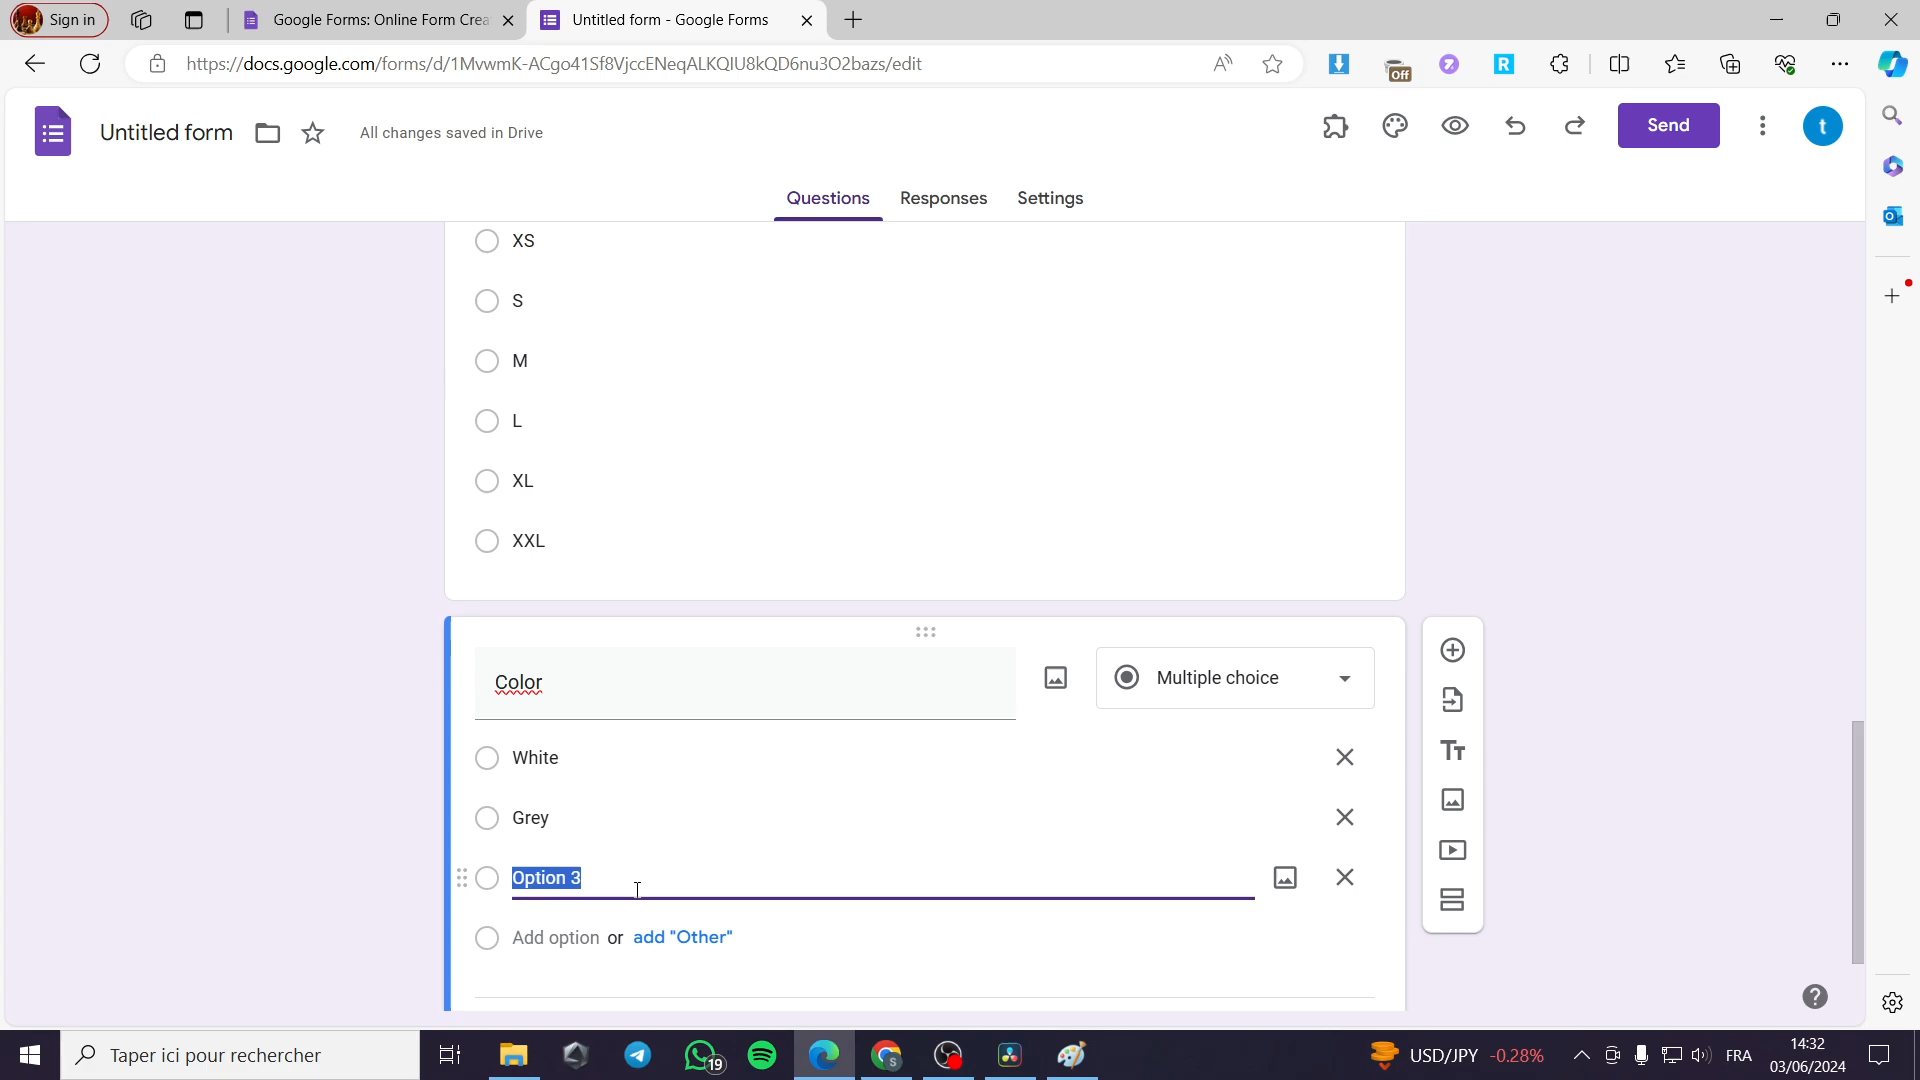 Sign in
Google Forms: Online Form Crea
Untitled form - Google Forms
https://docs.google.com/forms/d/1MvwmK-ACgo41Sf8VjccENeqALKQIU8kQD6nu3O2bazs/edit
Off
Untitled form
All changes saved in Drive
Send
t
Questions
Responses
Settings
XS
S
M
L
XL
XXL
Color
Multiple choice
White
Grey
Option 3
Add option or add "Other"
Taper ici pour rechercher
19
USD/JPY -0.28%
FRA
14:32
03/06/2024